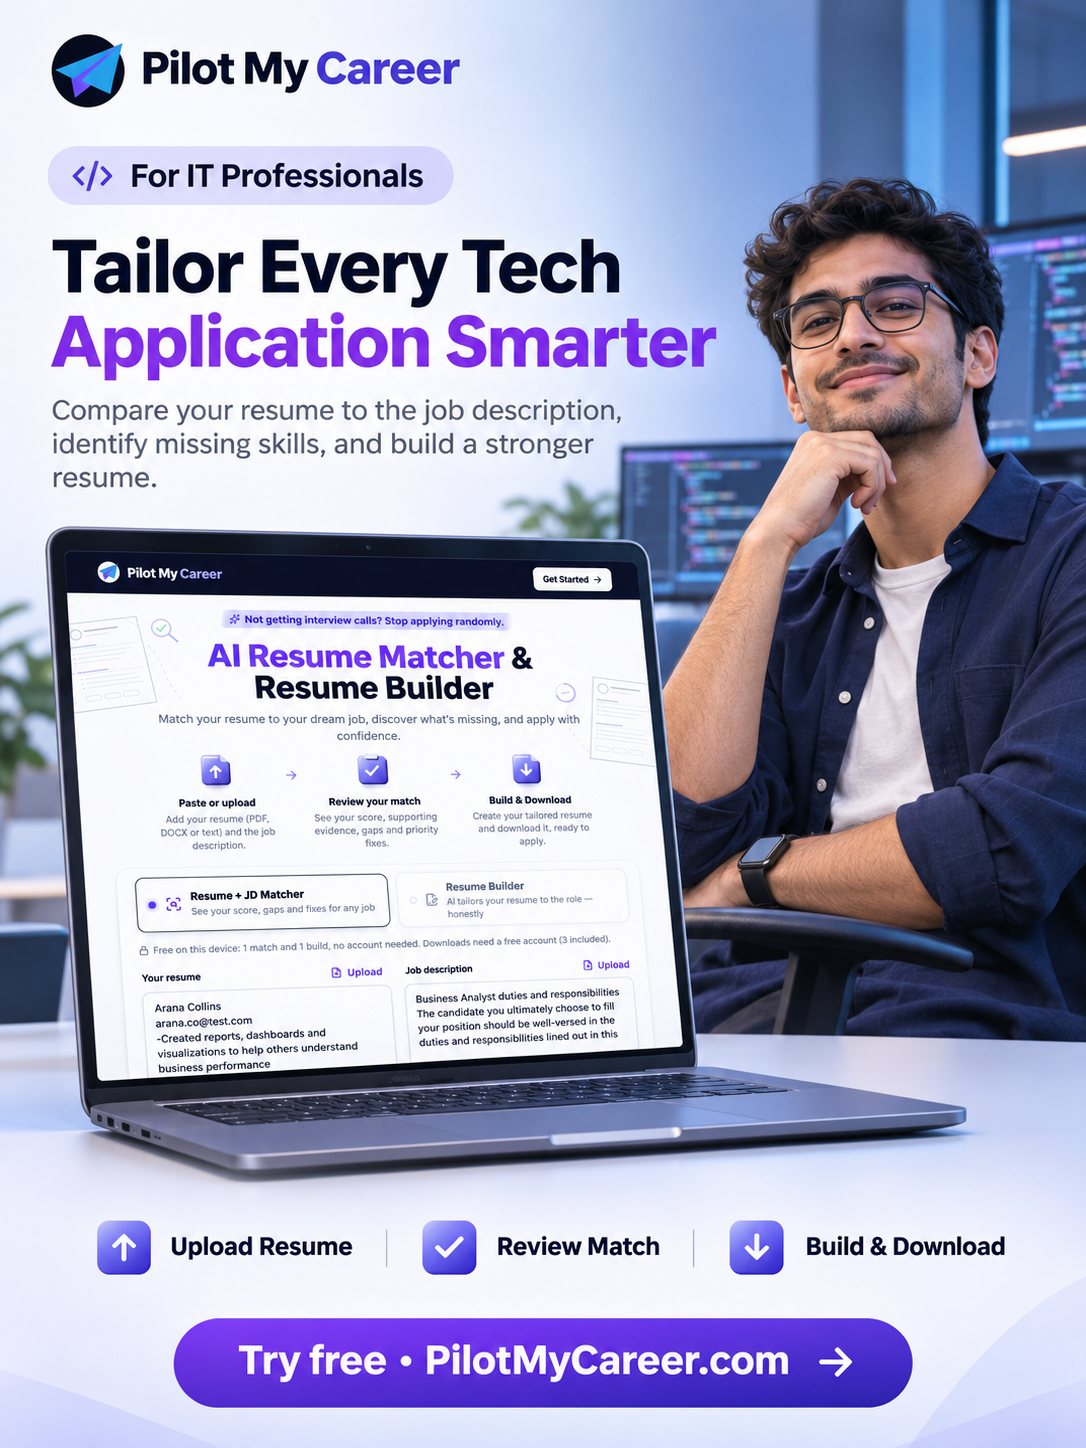 Pilot My Career
</> For IT Professionals
Tailor Every Tech
Application Smarter
Compare your resume to the job description,
identify missing skills, and build a stronger
resume.
Pilot My Career
Get Started →
Not getting interview calls? Stop applying randomly.
AI Resume Matcher &
Resume Builder
Match your resume to your dream job, discover what's missing, and apply with
confidence.
Paste or upload
Add your resume (PDF,
DOCX or text) and the job
description.
Review your match
See your score, supporting
evidence, gaps and priority
fixes.
Build & Download
Create your tailored resume
and download it, ready to
apply.
Resume + JD Matcher
See your score, gaps and fixes for any job
Resume Builder
AI tailors your resume to the role —
honestly
Free on this device: 1 match and 1 build, no account needed. Downloads need a free account (3 included).
Your resume
Upload
Arana Collins
arana.co@test.com
-Created reports, dashboards and
visualizations to help others understand
business performance
Job description
Upload
Business Analyst duties and responsibilities
The candidate you ultimately choose to fill
your position should be well-versed in the
duties and responsibilities lined out in this
Upload Resume
Review Match
Build & Download
Try free • PilotMyCareer.com →